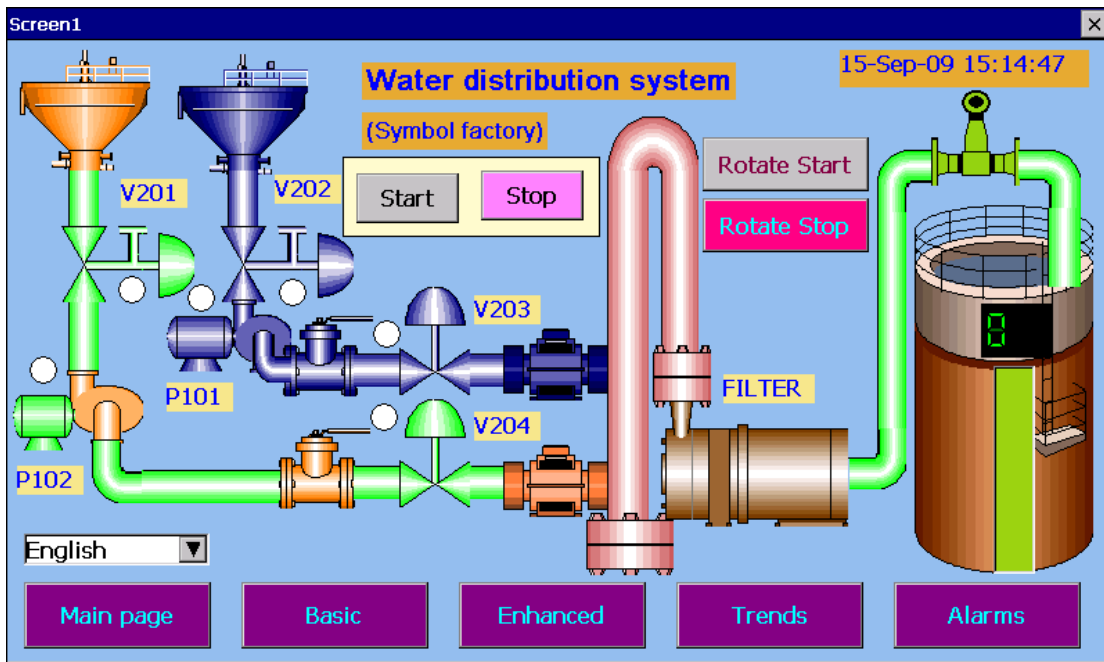 Screen1
15-Sep-09 15:14:47
Water distribution system
(Symbol factory)
Start
Stop
Rotate Start
Rotate Stop
V201
V202
V203
P101
FILTER
V204
P102
0
English
Main page
Basic
Enhanced
Trends
Alarms